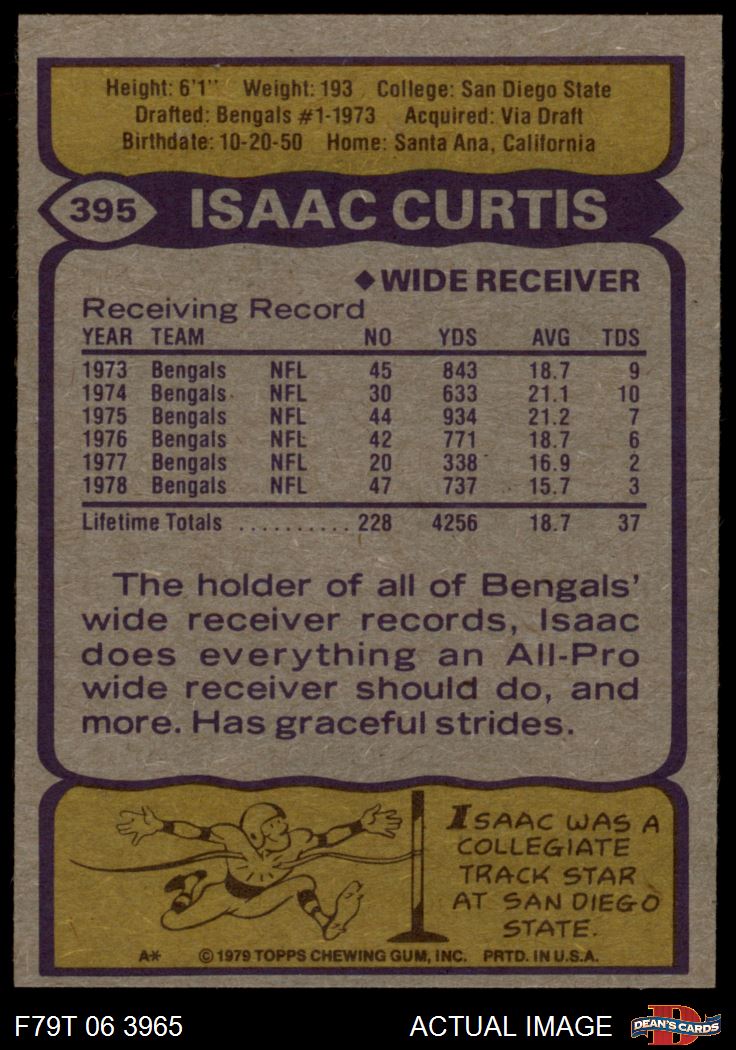 Height: 6'1" Weight: 193 College: San Diego State
Drafted: Bengals #1-1973 Acquired: Via Draft
Birthdate: 10-20-50 Home: Santa Ana, California
395 ISAAC CURTIS
◆WIDE RECEIVER
Receiving Record
YEAR TEAM NO YDS AVG TDS
1973 Bengals NFL 45 843 18.7 9
1974 Bengals NFL 30 633 21.1 10
1975 Bengals NFL 44 934 21.2 7
1976 Bengals NFL 42 771 18.7 6
1977 Bengals NFL 20 338 16.9 2
1978 Bengals NFL 47 737 15.7 3
Lifetime Totals .......... 228 4256 18.7 37
The holder of all of Bengals'
wide receiver records, Isaac
does everything an All-Pro
wide receiver should do, and
more. Has graceful strides.
ISAAC WAS A
COLLEGIATE
TRACK STAR
AT SAN DIEGO
STATE.
A* © 1979 TOPPS CHEWING GUM, INC. PRTD. IN U.S.A.
F79T 06 3965 ACTUAL IMAGE D DEAN'S CARDS